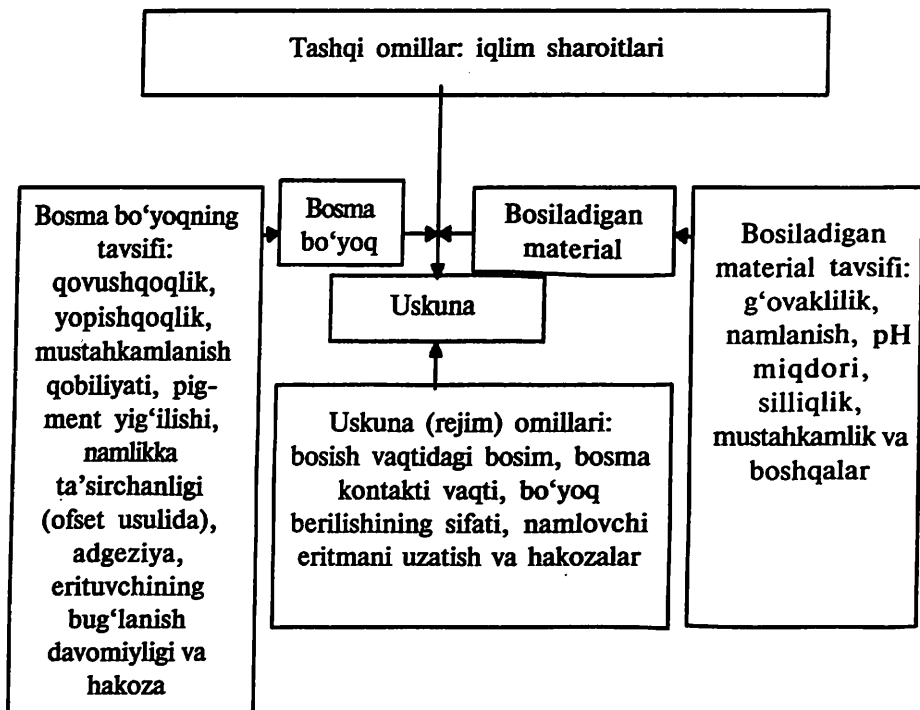 Tashqi omillar: iqlim sharoitlari
Bosma bo‘yoqning
tavsifi:
qovushqoqlik,
yopishqoqlik,
mustahkamlanish
qobiliyati, pig-
ment yig‘ilishi,
namlikka
ta’sirchanligi
(ofset usulida),
adgeziya,
erituvchining
bug‘lanish
davomiyligi va
hakoza
Bosma
bo‘yoq
Bosiladigan
material
Uskuna
Uskuna (rejim) omillari:
bosish vaqtidagi bosim, bosma
kontakti vaqti, bo‘yoq
berilishining sifati, namlovchi
eritmani uzatish va hakozalar
Bosiladigan
material tavsifi:
g‘ovaklilik,
namlanish, pH
miqdori,
silliqlik,
mustahkamlik va
boshqalar